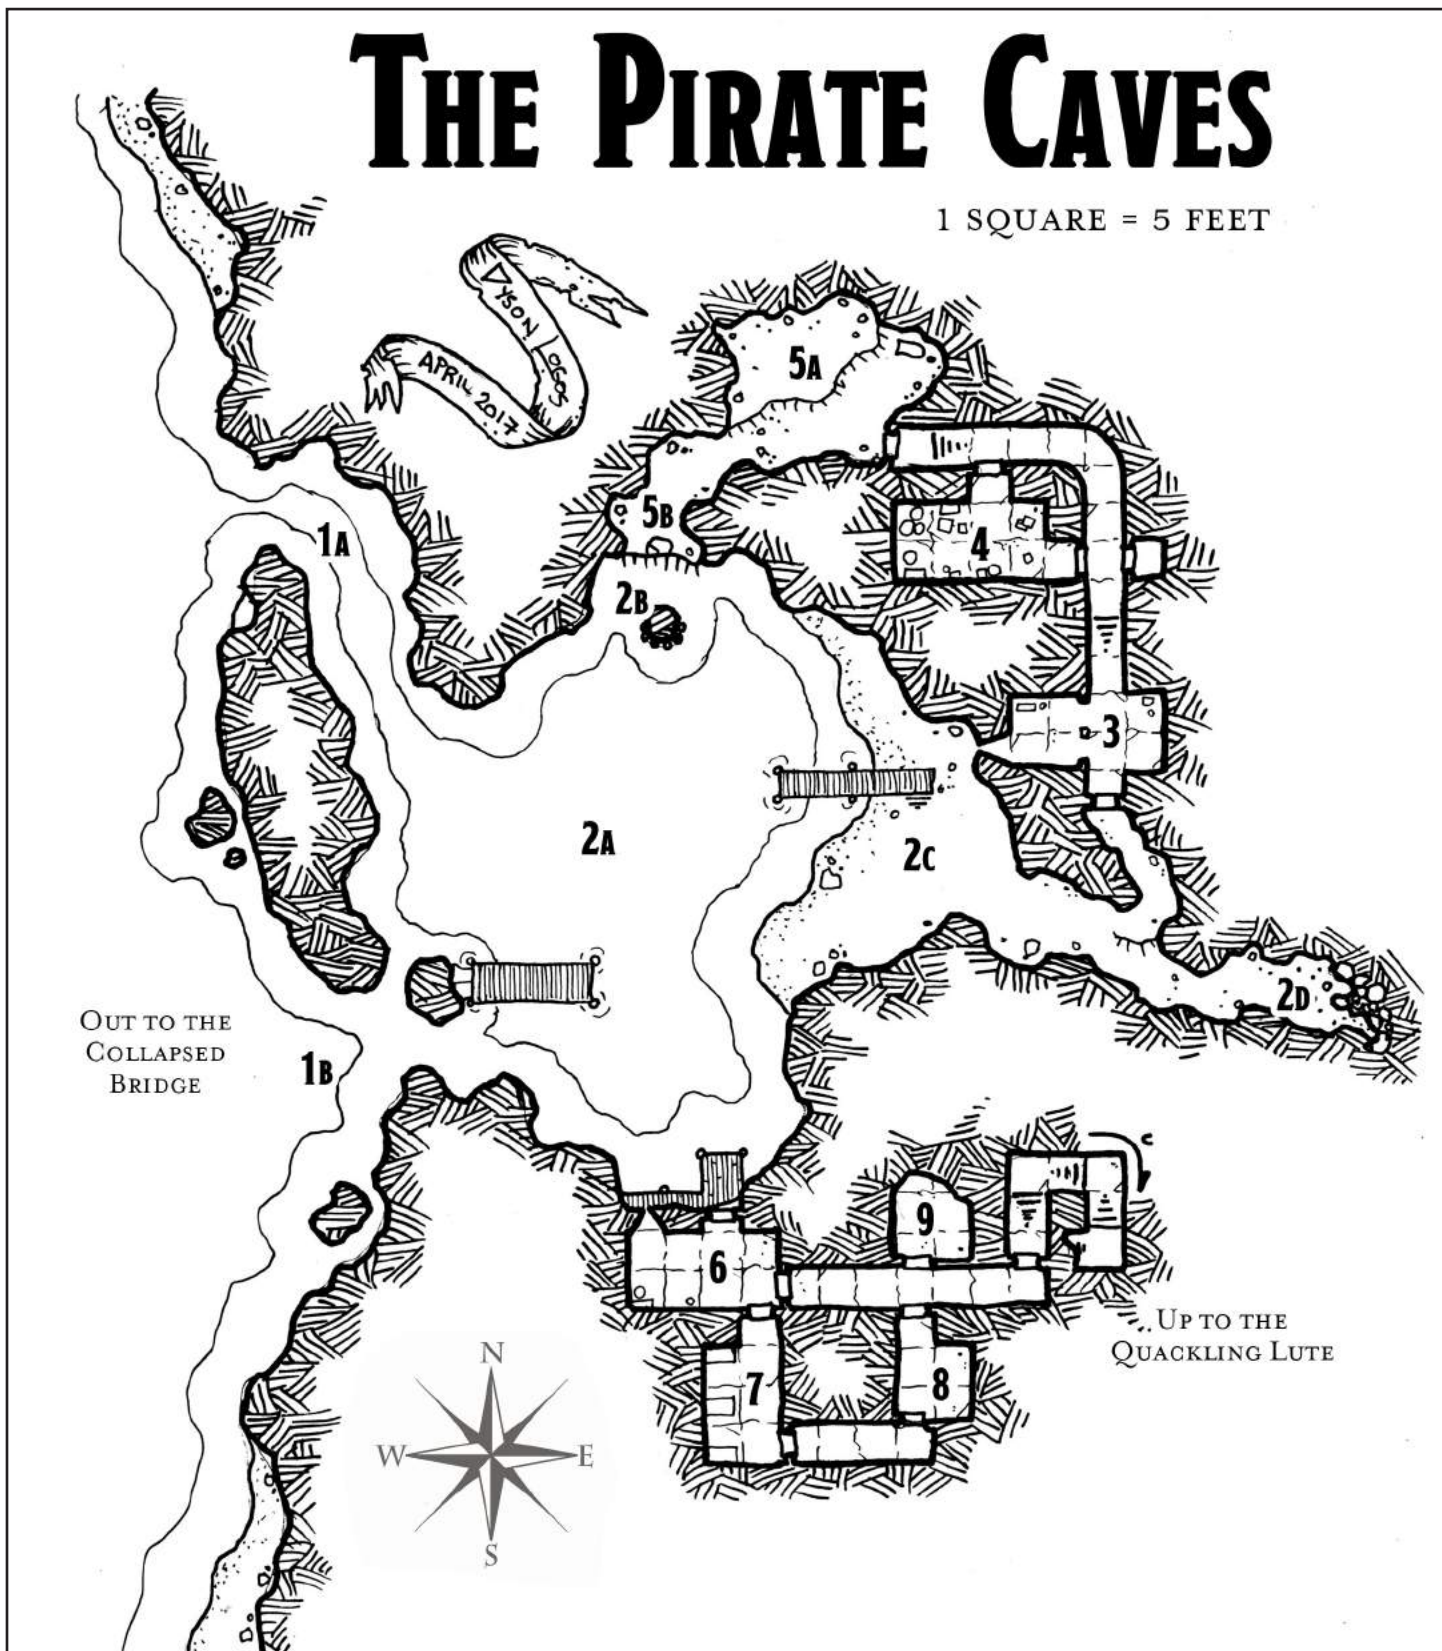 THE PIRATE CAVES
1 SQUARE = 5 FEET
DYSON LOGOS
APRIL 2017
5A
1A
5B
4
2B
3
2A
2C
2D
OUT TO THE
COLLAPSED
BRIDGE
1B
C
9
6
UP TO THE
QUACKLING LUTE
7
8
N
W
E
S